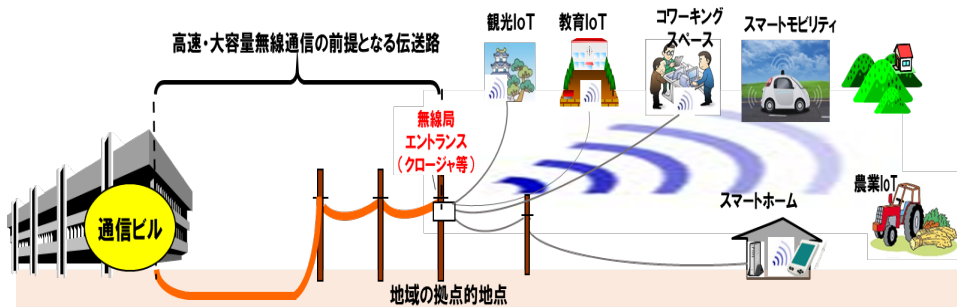 高速・大容量無線通信の前提となる伝送路
観光IoT
教育IoT
コワーキング
スペース
スマートモビリティ
無線局
エントランス
（クロージャ等）
通信ビル
スマートホーム
農業IoT
地域の拠点的地点